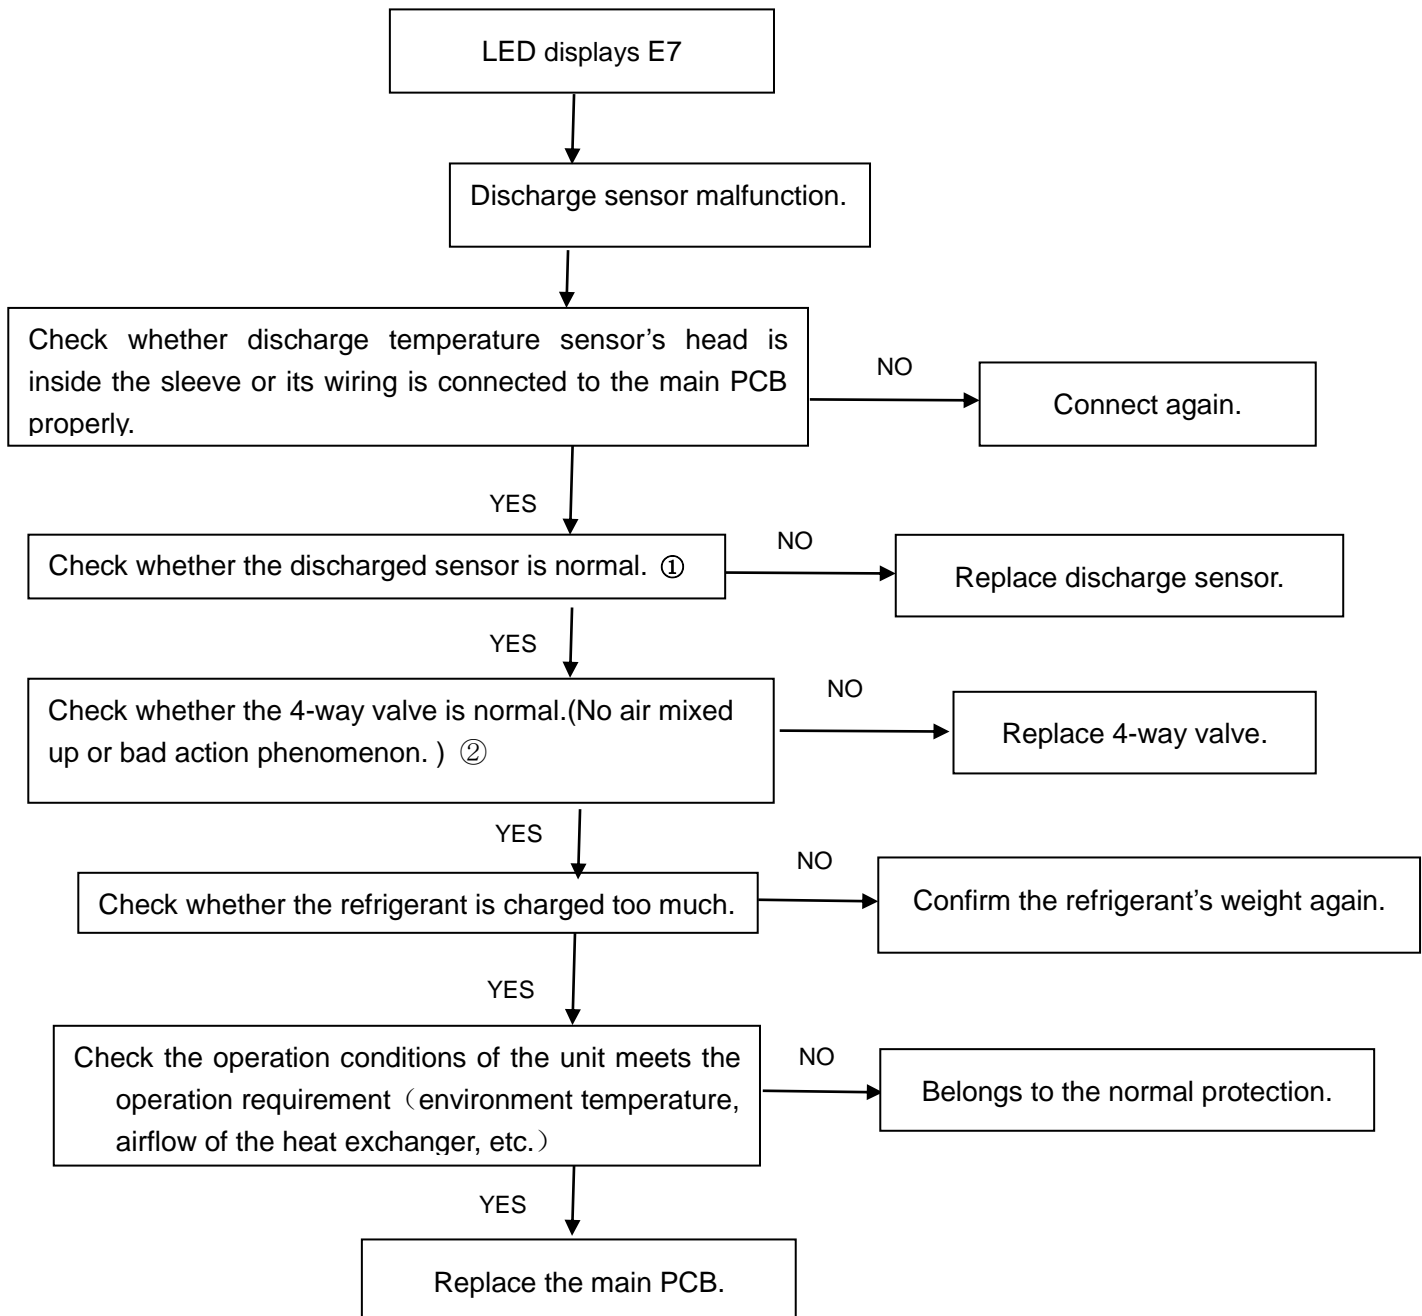 LED displays E7
Discharge sensor malfunction.
Check whether discharge temperature sensor’s head is
inside the sleeve or its wiring is connected to the main PCB
properly.
NO
Connect again.
YES
Check whether the discharged sensor is normal. ①
NO
Replace discharge sensor.
YES
Check whether the 4-way valve is normal.(No air mixed
up or bad action phenomenon. ) ②
NO
Replace 4-way valve.
YES
Check whether the refrigerant is charged too much.
NO
Confirm the refrigerant’s weight again.
YES
Check the operation conditions of the unit meets the
operation requirement（environment temperature,
airflow of the heat exchanger, etc.）
NO
Belongs to the normal protection.
YES
Replace the main PCB.